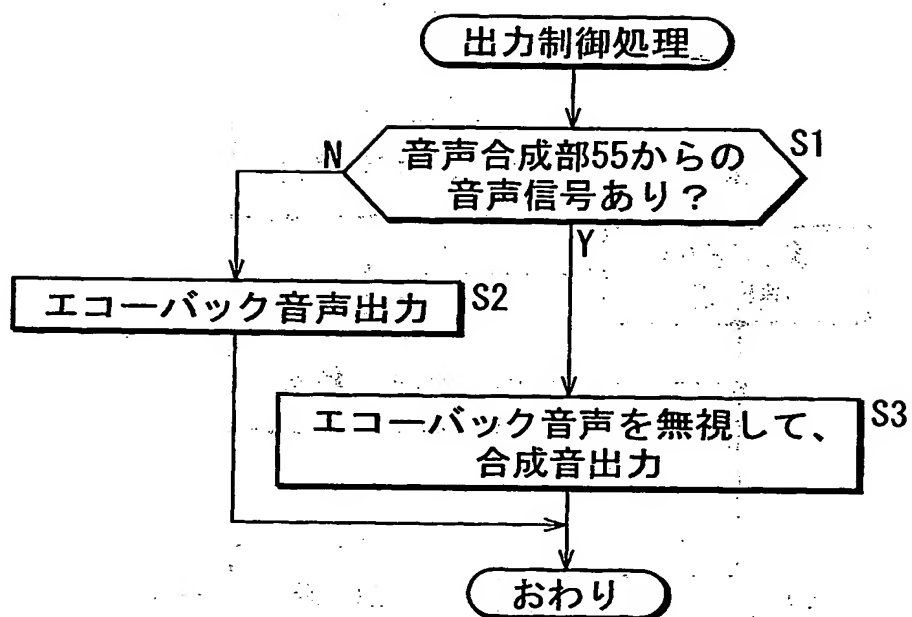 出力制御処理
音声合成部55からの
音声信号あり？
S1
N
Y
エコーバック音声出力
S2
エコーバック音声を無視して、
合成音出力
S3
おわり